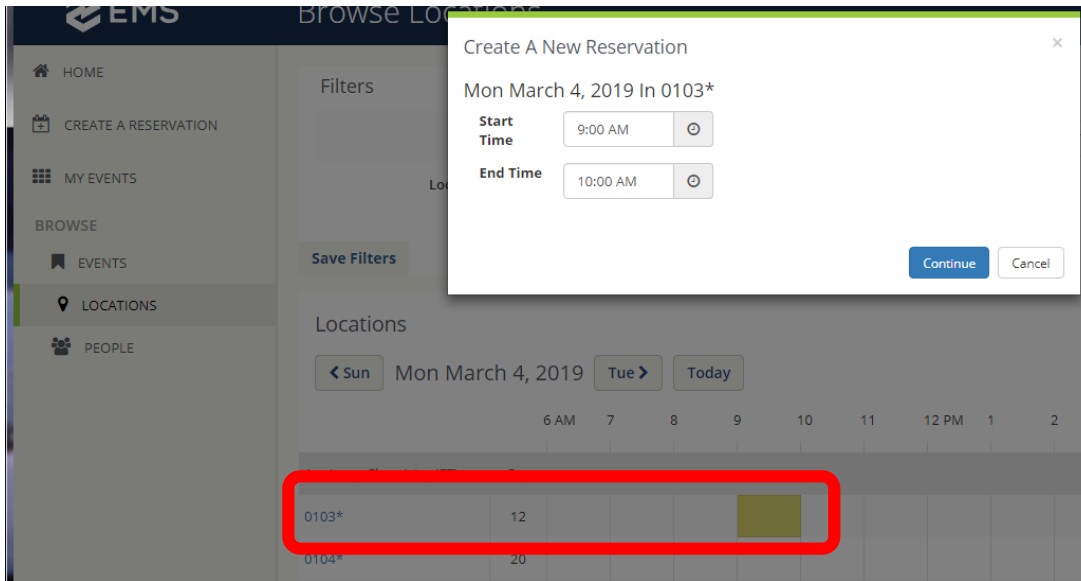 EMS
Browse Locations
Create A New Reservation
×
HOME
Filters
Mon March 4, 2019 In 0103*
Start Time
9:00 AM
CREATE A RESERVATION
End Time
10:00 AM
MY EVENTS
BROWSE
Save Filters
EVENTS
Continue
Cancel
LOCATIONS
Locations
PEOPLE
Sun
Mon March 4, 2019
Tue
Today
6 AM 7 8 9 10 11 12 PM 1 2
0103* 12
0104* 20